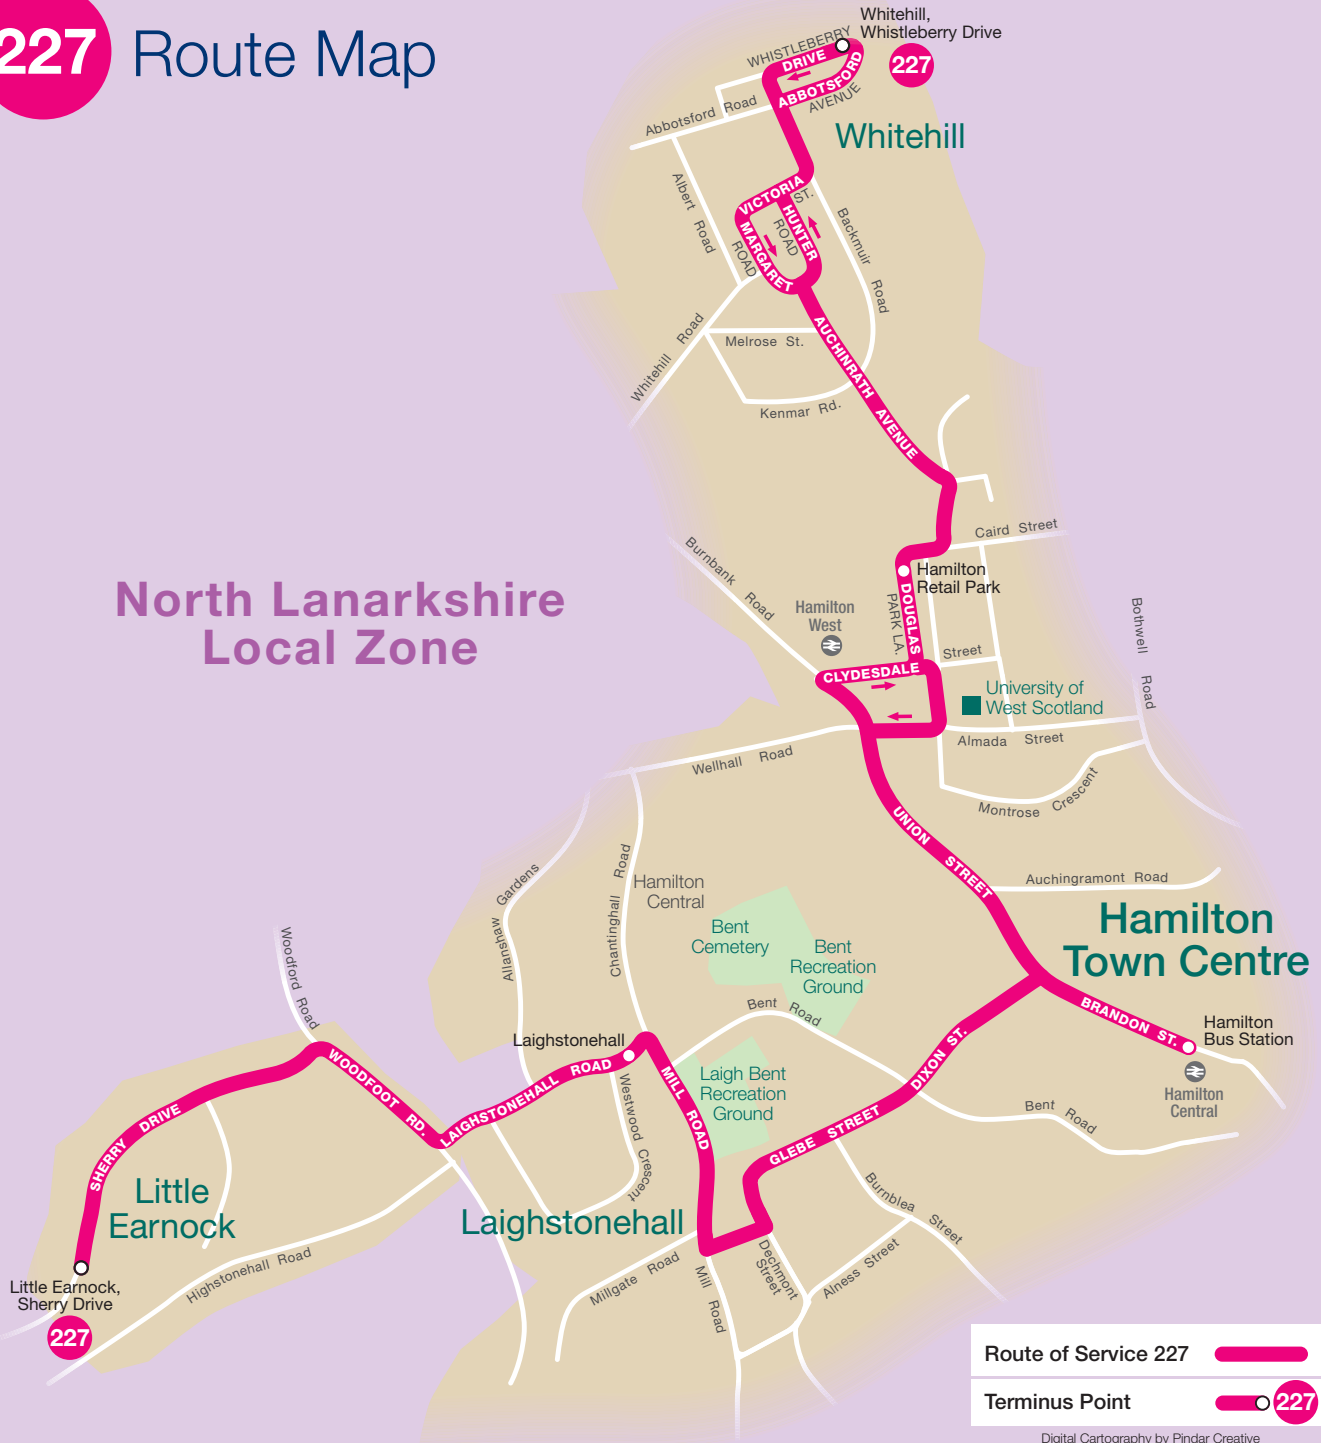 227 Route Map
Whitehill,
Whistleberry Drive
227
WHISTLEBERRY
DRIVE
ABBOTSFORD
AVENUE
Abbotsford Road
Whitehill
Albert Road
VICTORIA
ST.
HUNTER
ROAD
MARGARET
ROAD
Backmuir Road
Whitehill Road
Melrose St.
Kenmar Rd.
AUCHINRATH AVENUE
Caird Street
Burnbank Road
Hamilton
Retail Park
DOUGLAS
PARK LA.
Hamilton
West
North Lanarkshire
Local Zone
Bothwell Road
CLYDESDALE
Street
University of
West Scotland
Almada Street
Wellhall Road
Montrose Crescent
UNION STREET
Auchingramont Road
Allanshaw Gardens
Chantinghall Road
Hamilton
Central
Bent
Cemetery
Bent
Recreation
Ground
Hamilton
Town Centre
Woodford Road
Bent Road
BRANDON ST.
Hamilton
Bus Station
Hamilton
Central
Laighstonehall
DIXON ST.
WOODFOOT RD.
LAIGHSTONEHALL ROAD
MILL ROAD
Laigh Bent
Recreation
Ground
Westwood Crescent
GLEBE STREET
Bent Road
SHERRY DRIVE
Little
Earnock
Laighstonehall
Burnblea Street
Highstonehall Road
Millgate Road
Mill Road
Dechmont
Street
Alness Street
Little Earnock,
Sherry Drive
227
Route of Service 227
Terminus Point
227
Digital Cartography by Pindar Creative